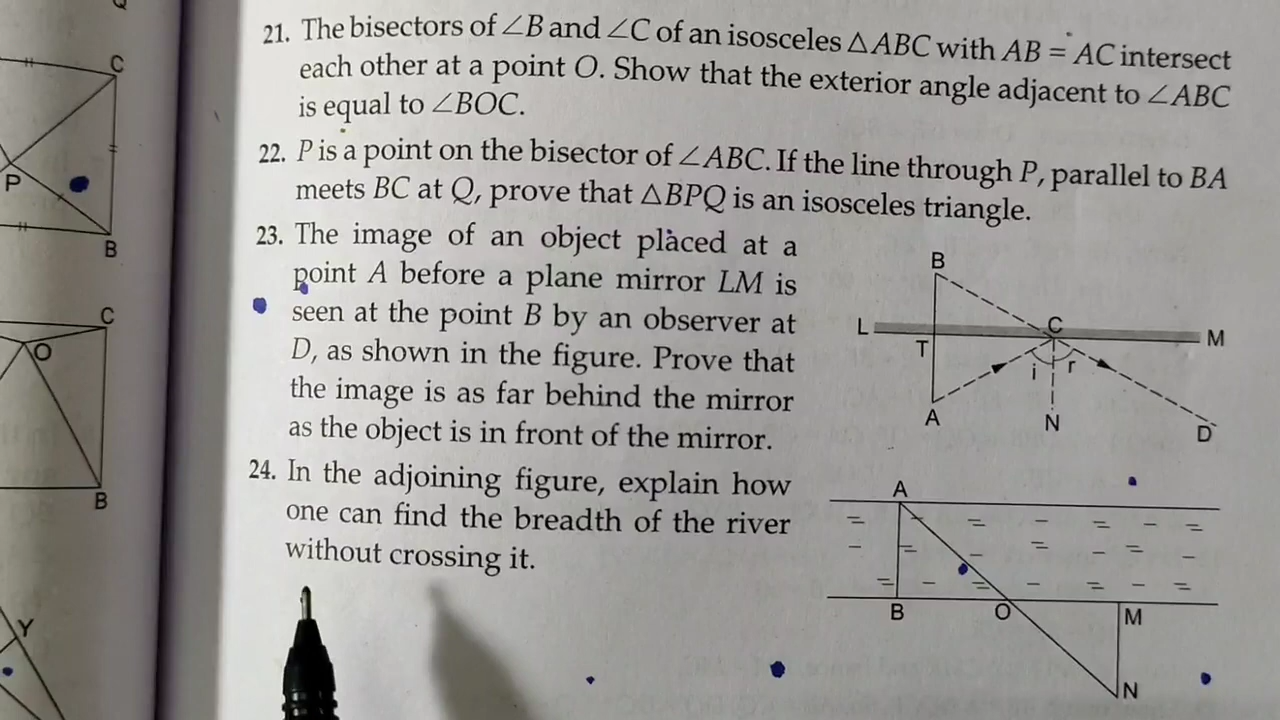 21. The bisectors of ∠B and ∠C of an isosceles △ABC with AB = AC intersect
each other at a point O. Show that the exterior angle adjacent to ∠ABC
is equal to ∠BOC.
22. P is a point on the bisector of ∠ABC. If the line through P, parallel to BA
meets BC at Q, prove that △BPQ is an isosceles triangle.
23. The image of an object placed at a
point A before a plane mirror LM is
seen at the point B by an observer at
D, as shown in the figure. Prove that
the image is as far behind the mirror
as the object is in front of the mirror.
24. In the adjoining figure, explain how
one can find the breadth of the river
without crossing it.
B
L C M
T
i r
A N D
A
B O M
N
C
P
B
C
O
B
Y